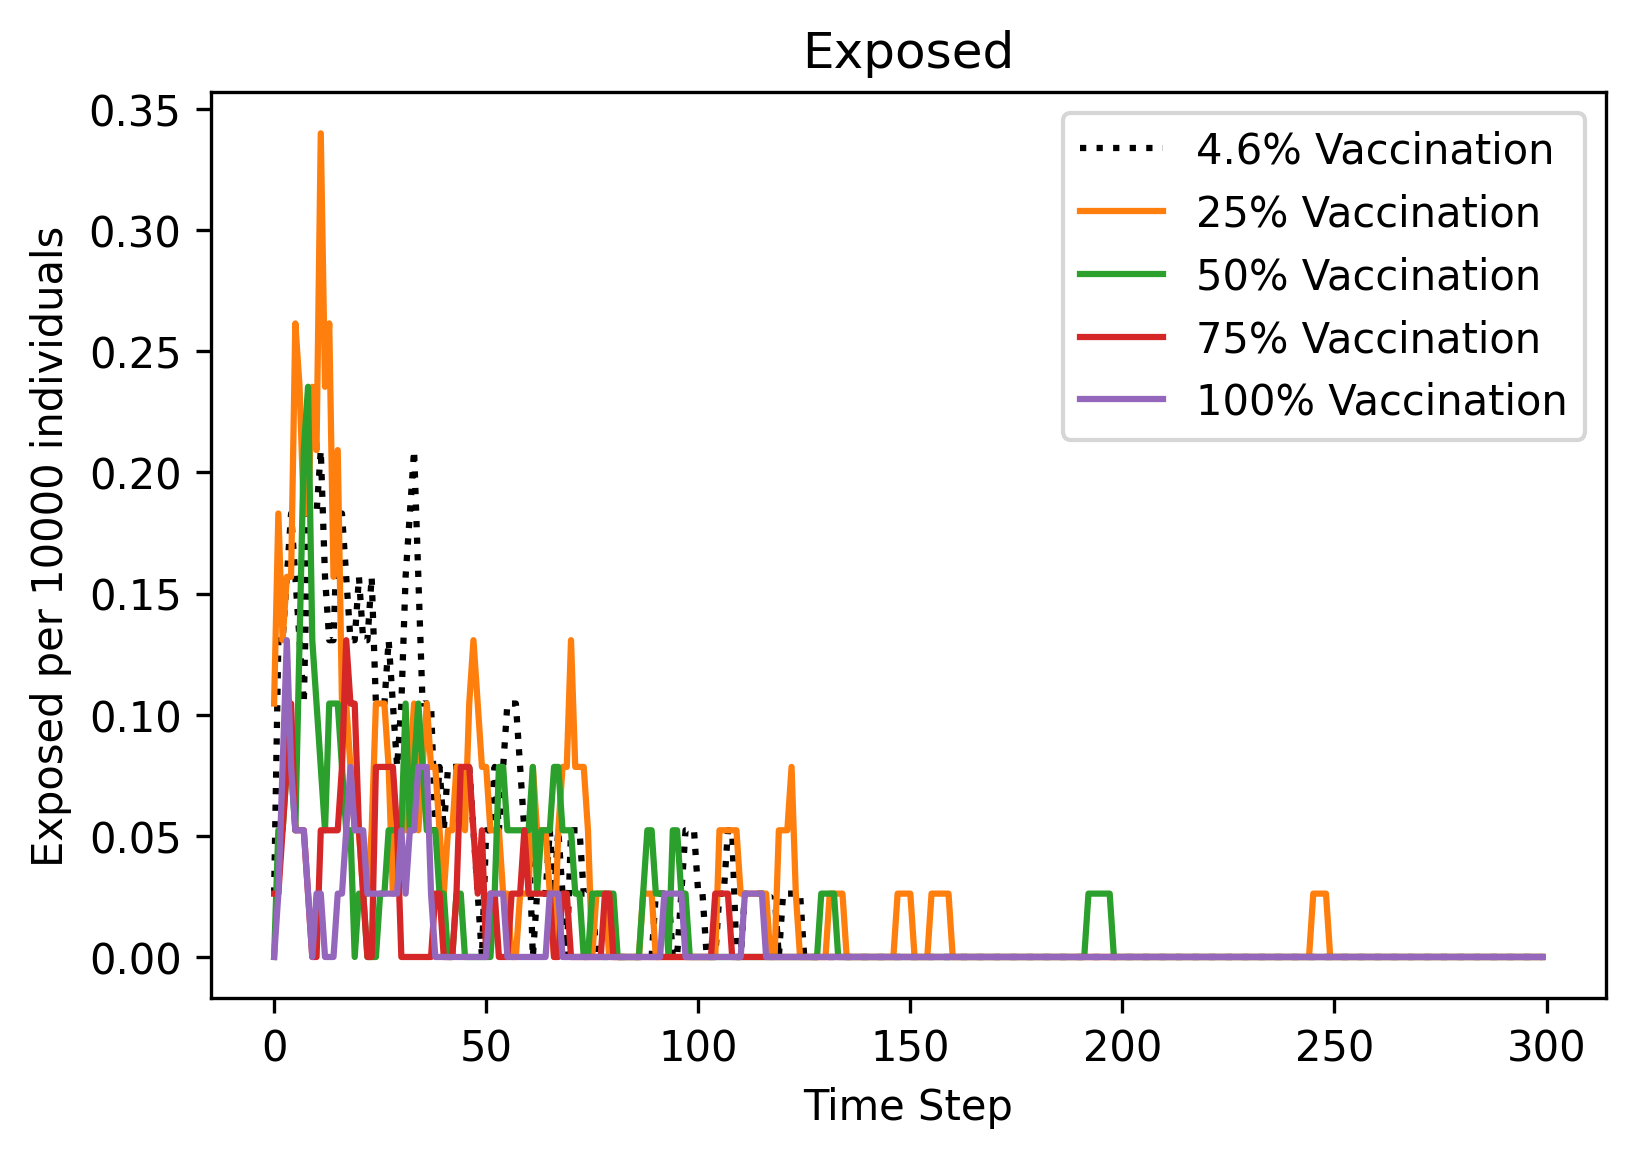 Exposed
Exposed per 10000 individuals
0.35
0.30
0.25
0.20
0.15
0.10
0.05
0.00
4.6% Vaccination
25% Vaccination
50% Vaccination
75% Vaccination
100% Vaccination
0 50 100 150 200 250 300
Time Step